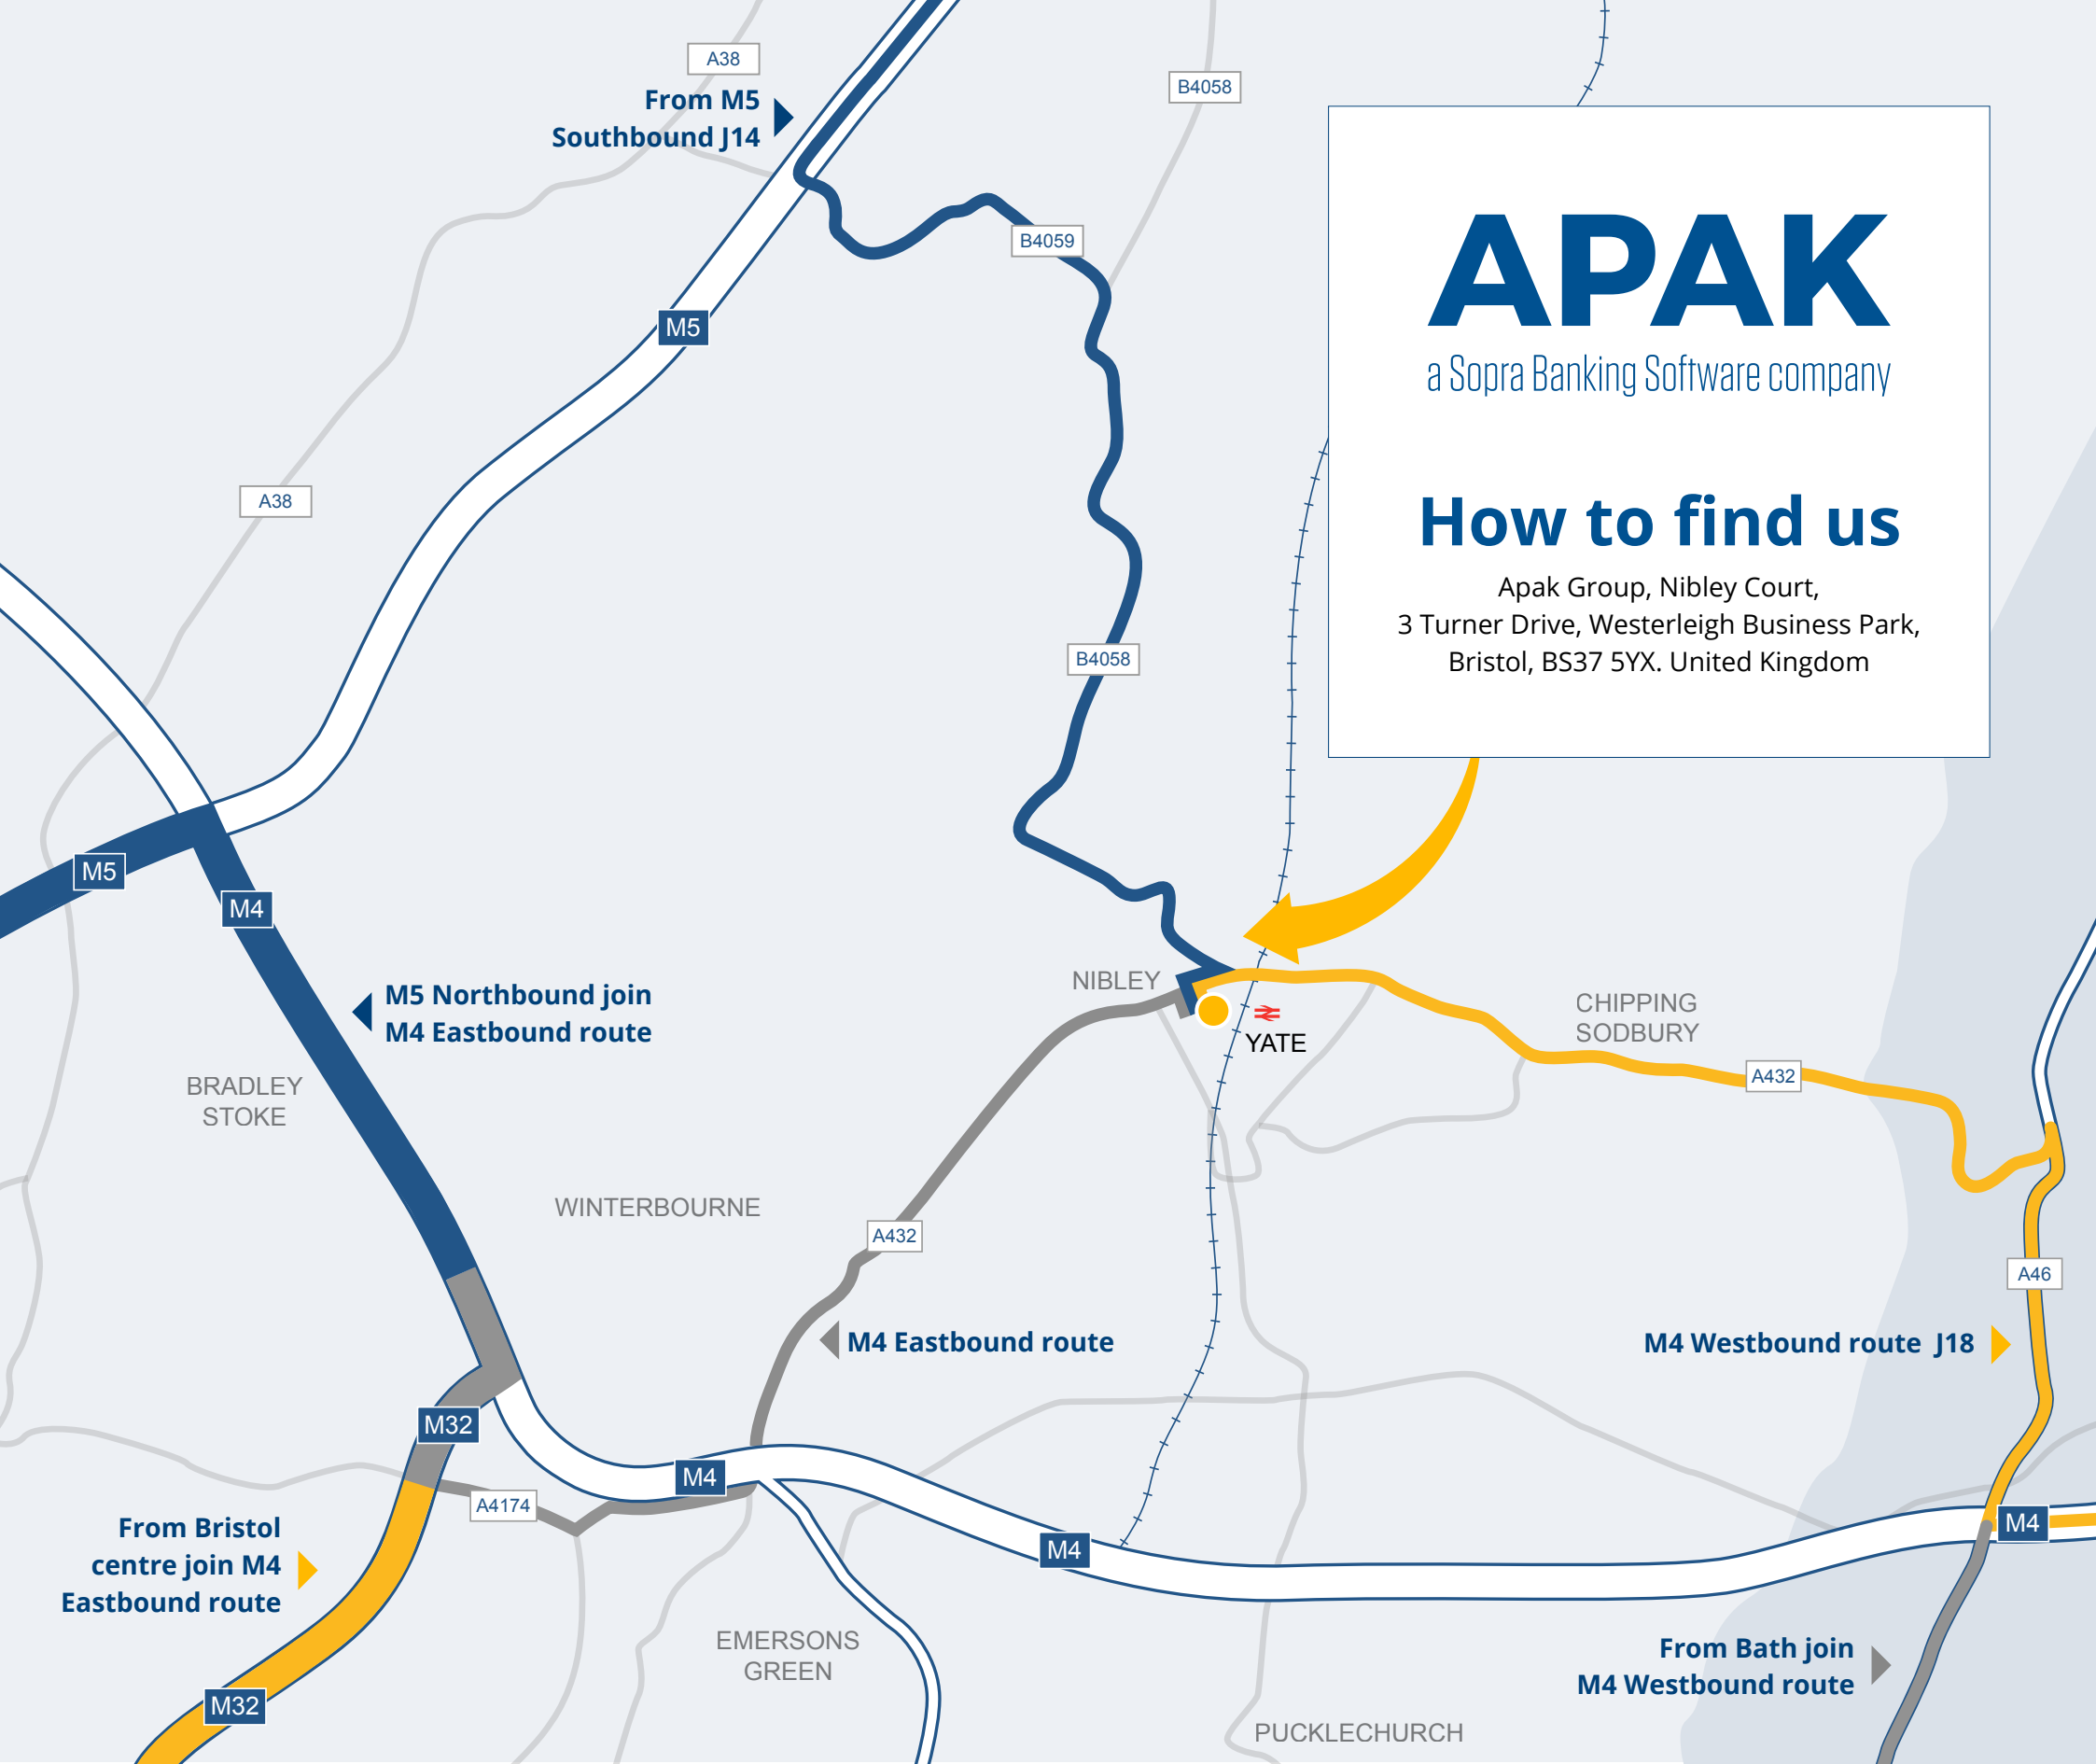 A38
From M5
Southbound J14
B4058
APAK
a Sopra Banking Software company
B4059
M5
How to find us
A38
Apak Group, Nibley Court,
3 Turner Drive, Westerleigh Business Park,
Bristol, BS37 5YX. United Kingdom
B4058
M5
M4
NIBLEY
M5 Northbound join
M4 Eastbound route
CHIPPING
SODBURY
YATE
A432
BRADLEY
STOKE
WINTERBOURNE
A432
A46
M4 Eastbound route
M4 Westbound route J18
M32
M4
A4174
M4
M4
From Bristol
centre join M4
Eastbound route
EMERSONS
GREEN
From Bath join
M4 Westbound route
M32
PUCKLECHURCH